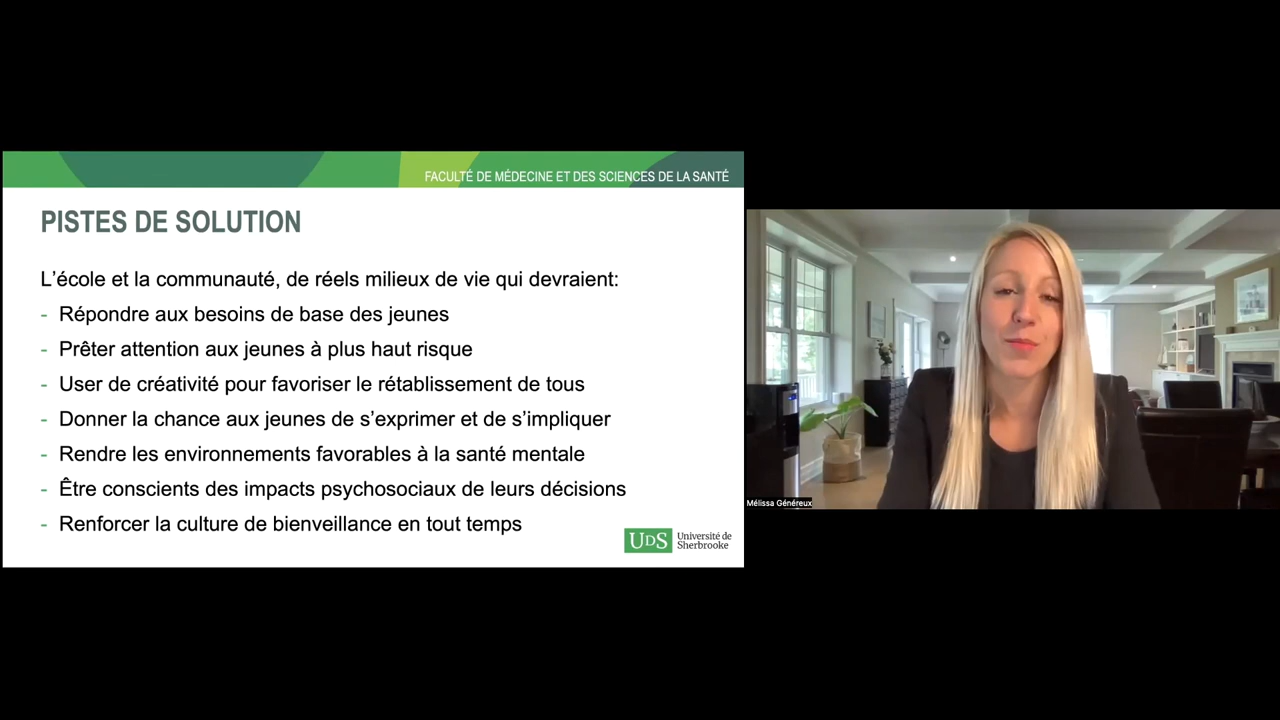 FACULTÉ DE MÉDECINE ET DES SCIENCES DE LA SANTÉ
PISTES DE SOLUTION
L’école et la communauté, de réels milieux de vie qui devraient:
- Répondre aux besoins de base des jeunes
- Prêter attention aux jeunes à plus haut risque
- User de créativité pour favoriser le rétablissement de tous
- Donner la chance aux jeunes de s’exprimer et de s’impliquer
- Rendre les environnements favorables à la santé mentale
- Être conscients des impacts psychosociaux de leurs décisions
- Renforcer la culture de bienveillance en tout temps
UDS Université de
Sherbrooke
Mélissa Généreux